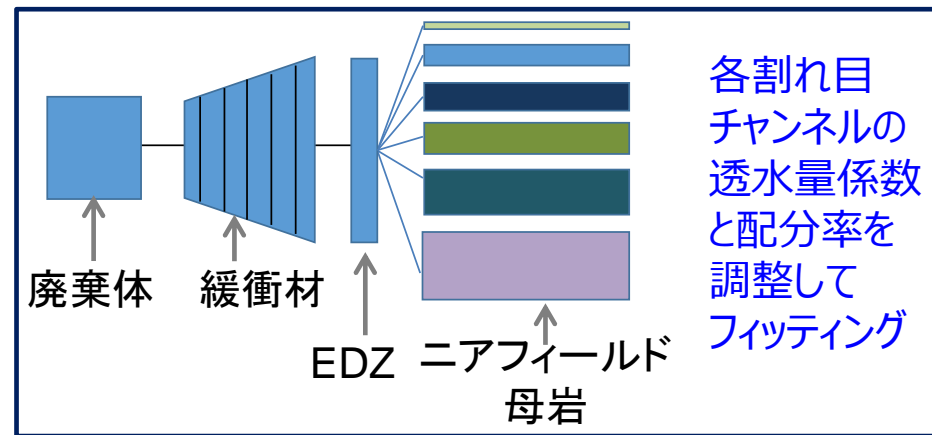 廃棄体
緩衝材
EDZ
ニアフィールド
母岩
各割れ目
チャンネルの
透水量係数
と配分率を
調整して
フィッティング